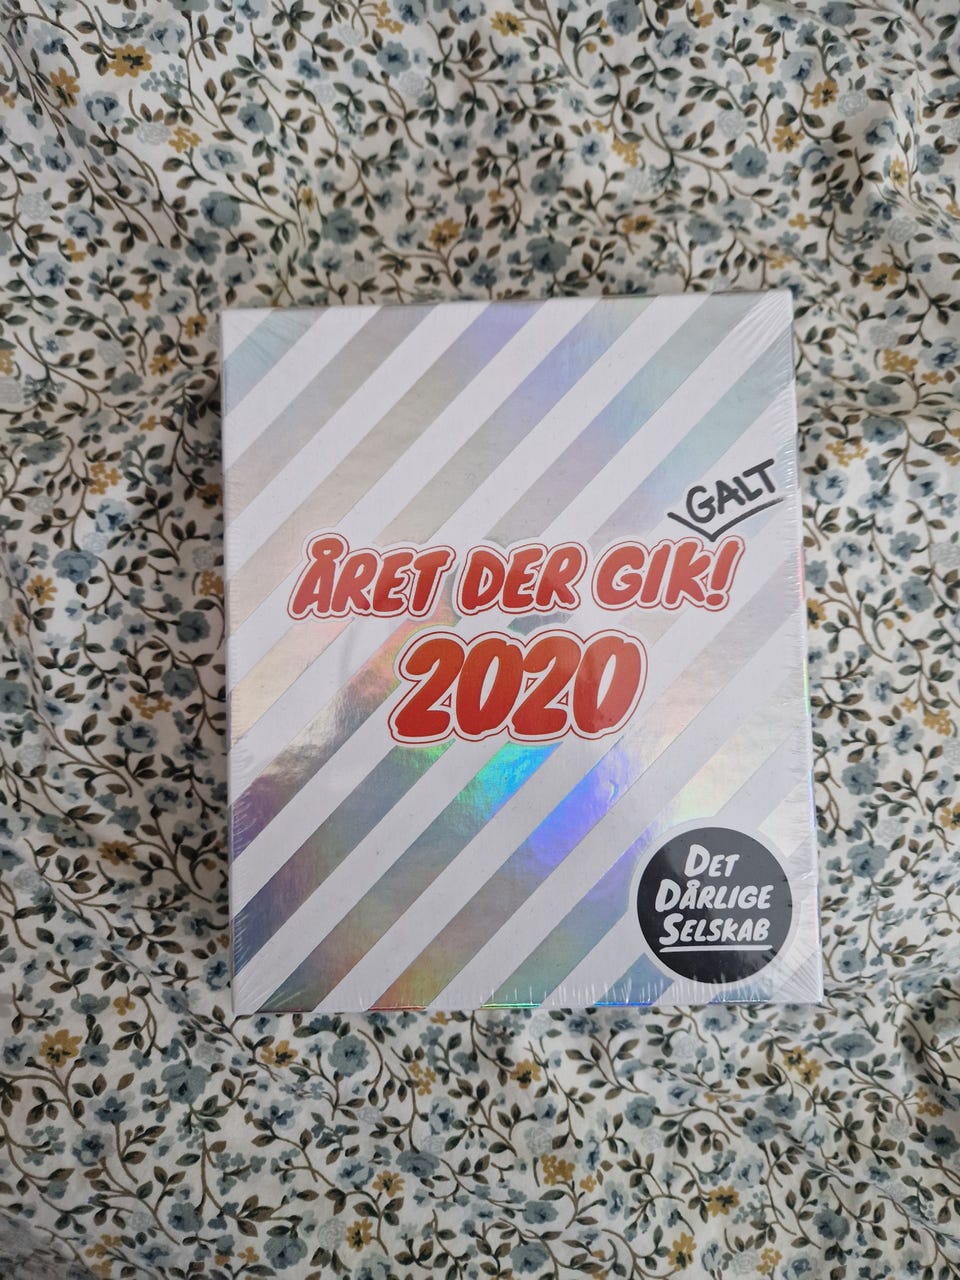 GALT
ÅRET DER GIK!
2020
DET
DÅRLIGE
SELSKAB